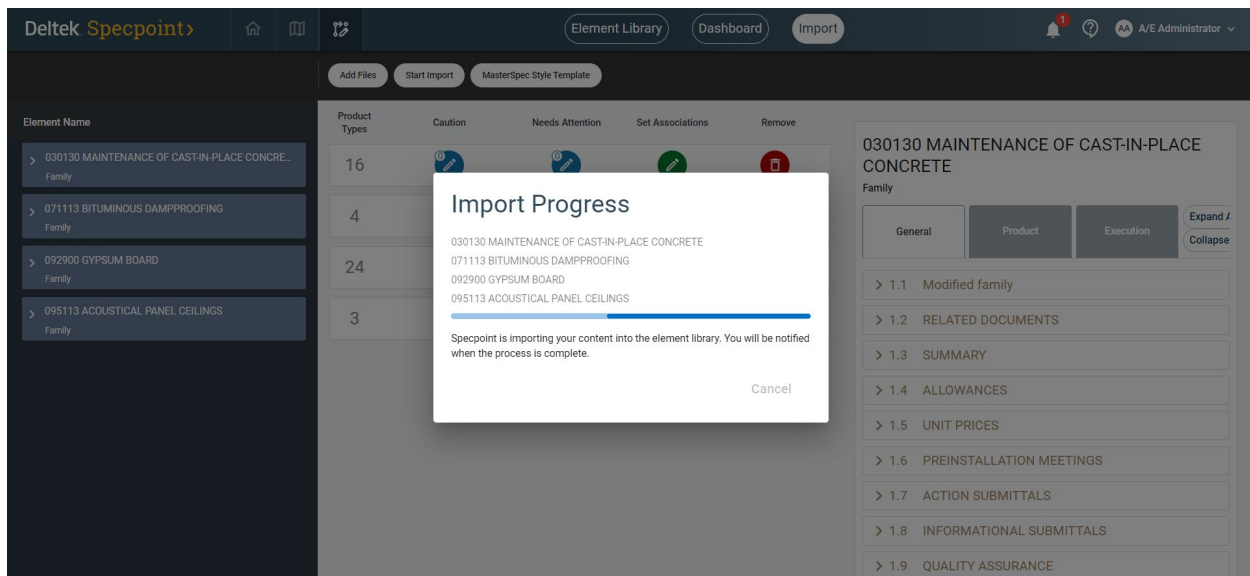 Deltek Specpoint>
Element Library
Dashboard
Import
1
AA
A/E Administrator
Add Files
Start Import
MasterSpec Style Template
Element Name
030130 MAINTENANCE OF CAST-IN-PLACE CONCRE...
Family
071113 BITUMINOUS DAMPPROOFING
Family
092900 GYPSUM BOARD
Family
095113 ACOUSTICAL PANEL CEILINGS
Family
Product
Types
Caution
Needs Attention
Set Associations
Remove
16
0
0
4
24
3
Import Progress
030130 MAINTENANCE OF CAST-IN-PLACE CONCRETE
071113 BITUMINOUS DAMPPROOFING
092900 GYPSUM BOARD
095113 ACOUSTICAL PANEL CEILINGS
Specpoint is importing your content into the element library. You will be notified
when the process is complete.
Cancel
030130 MAINTENANCE OF CAST-IN-PLACE
CONCRETE
Family
General
Product
Execution
Expand A
Collapse
1.1 Modified family
1.2 RELATED DOCUMENTS
1.3 SUMMARY
1.4 ALLOWANCES
1.5 UNIT PRICES
1.6 PREINSTALLATION MEETINGS
1.7 ACTION SUBMITTALS
1.8 INFORMATIONAL SUBMITTALS
1.9 QUALITY ASSURANCE